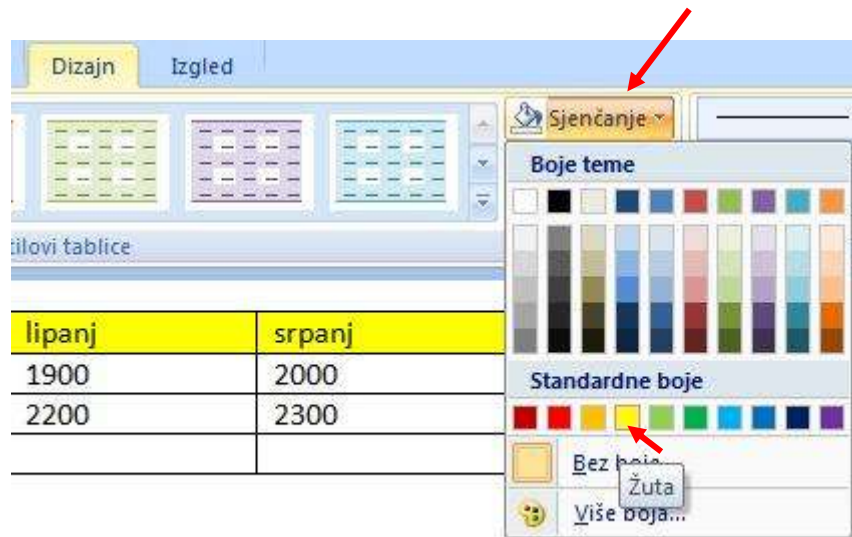 Dizajn Izgled
Sjenčanje
Boje teme
tilovi tablice
lipanj srpanj
1900 2000
2200 2300
Standardne boje
Bez boje
Žuta
Više boja...